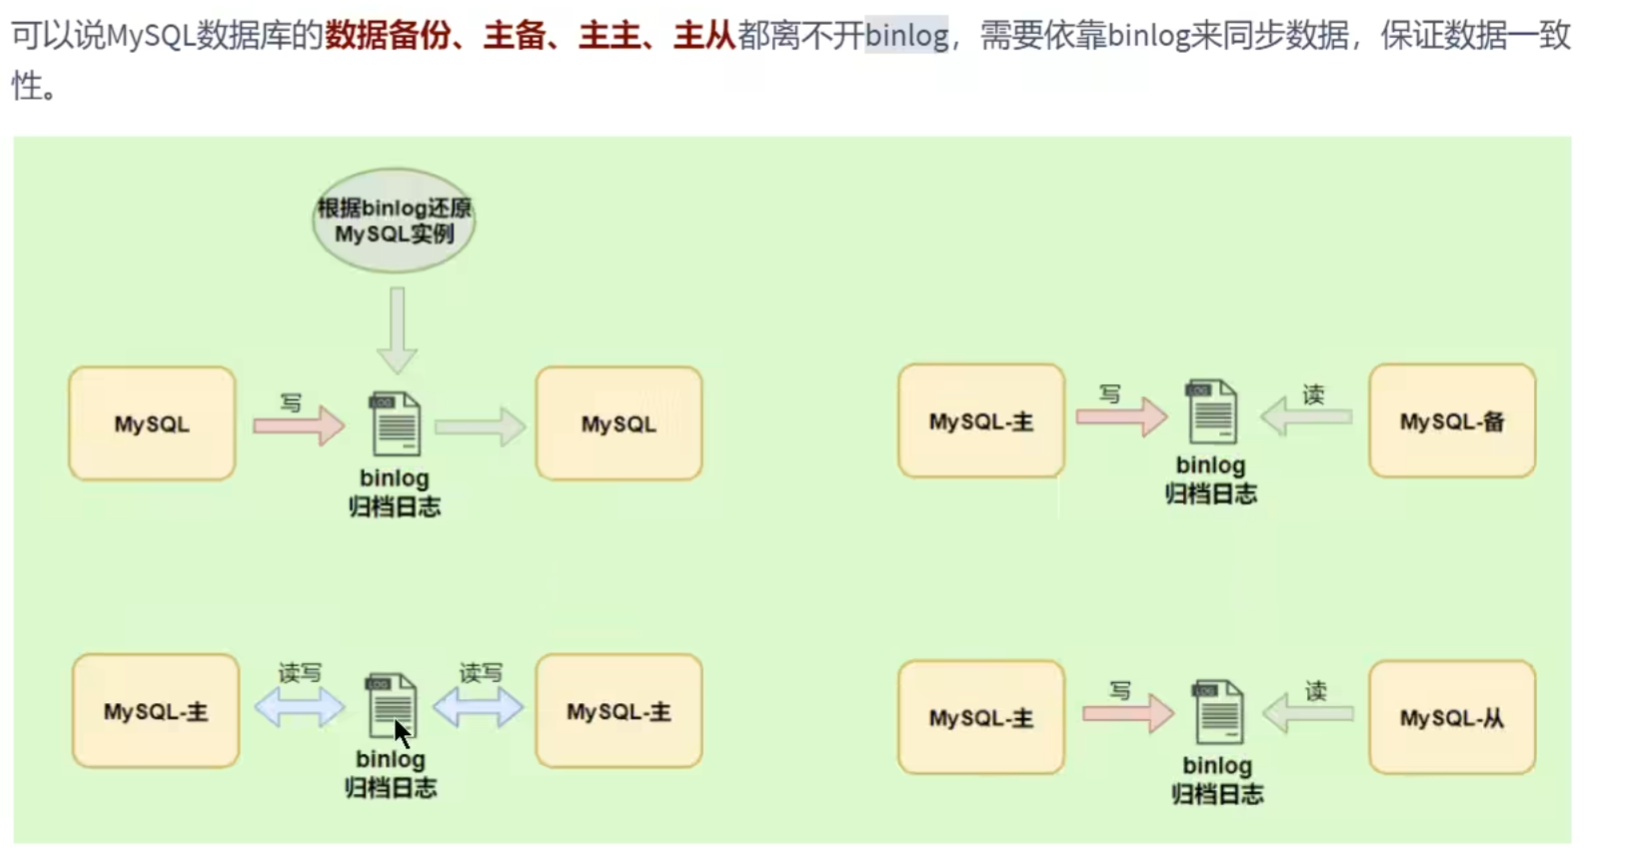 可以说MySQL数据库的数据备份、主备、主主、主从都离不开binlog，需要依靠binlog来同步数据，保证数据一致
性。
根据binlog还原
MySQL实例
MySQL
写
LOG
binlog
归档日志
MySQL
MySQL-主
写
LOG
binlog
归档日志
读
MySQL-备
MySQL-主
读写
LOG
binlog
归档日志
读写
MySQL-主
MySQL-主
写
LOG
binlog
归档日志
读
MySQL-从